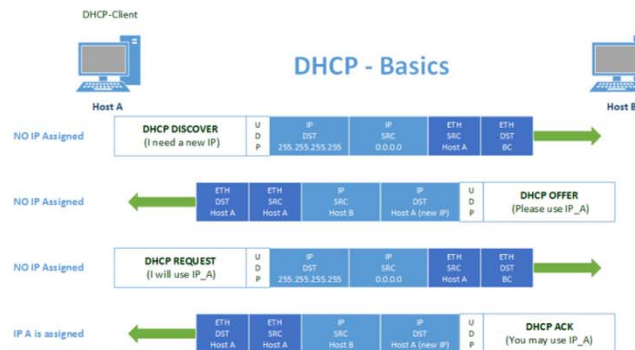 DHCP-Client
DHCP - Basics
Host A
Host B
NO IP Assigned
DHCP DISCOVER
(I need a new IP)
U
D
P
IP
DST
255.255.255.255
IP
SRC
0.0.0.0
ETH
SRC
Host A
ETH
DST
BC
NO IP Assigned
ETH
DST
Host A
ETH
SRC
Host A
IP
SRC
Host B
IP
DST
Host A (new IP)
U
D
P
DHCP OFFER
(Please use IP_A)
NO IP Assigned
DHCP REQUEST
(I will use IP_A)
U
D
P
IP
DST
255.255.255.255
IP
SRC
0.0.0.0
ETH
SRC
Host A
ETH
DST
BC
IP A is assigned
ETH
DST
Host A
ETH
SRC
Host A
IP
SRC
Host B
IP
DST
Host A (new IP)
U
D
P
DHCP ACK
(You may use IP_A)